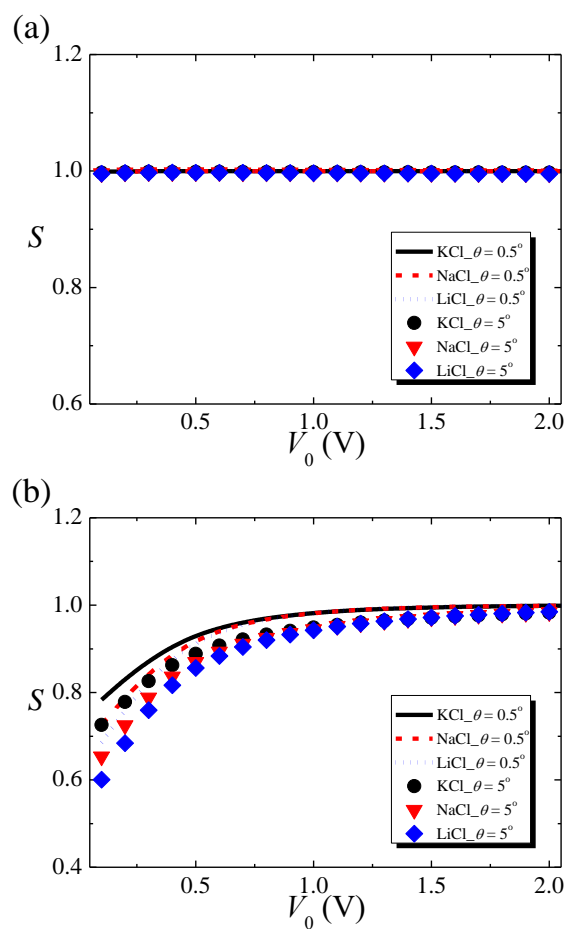 (a)
1.2
1.0
S
0.8
0.6
KCl_θ = 0.5°
NaCl_θ = 0.5°
LiCl_θ = 0.5°
KCl_θ = 5°
NaCl_θ = 5°
LiCl_θ = 5°
0.5 1.0 1.5 2.0
V₀ (V)
(b)
1.2
1.0
0.8
S
0.6
0.4
KCl_θ = 0.5°
NaCl_θ = 0.5°
LiCl_θ = 0.5°
KCl_θ = 5°
NaCl_θ = 5°
LiCl_θ = 5°
0.5 1.0 1.5 2.0
V₀ (V)